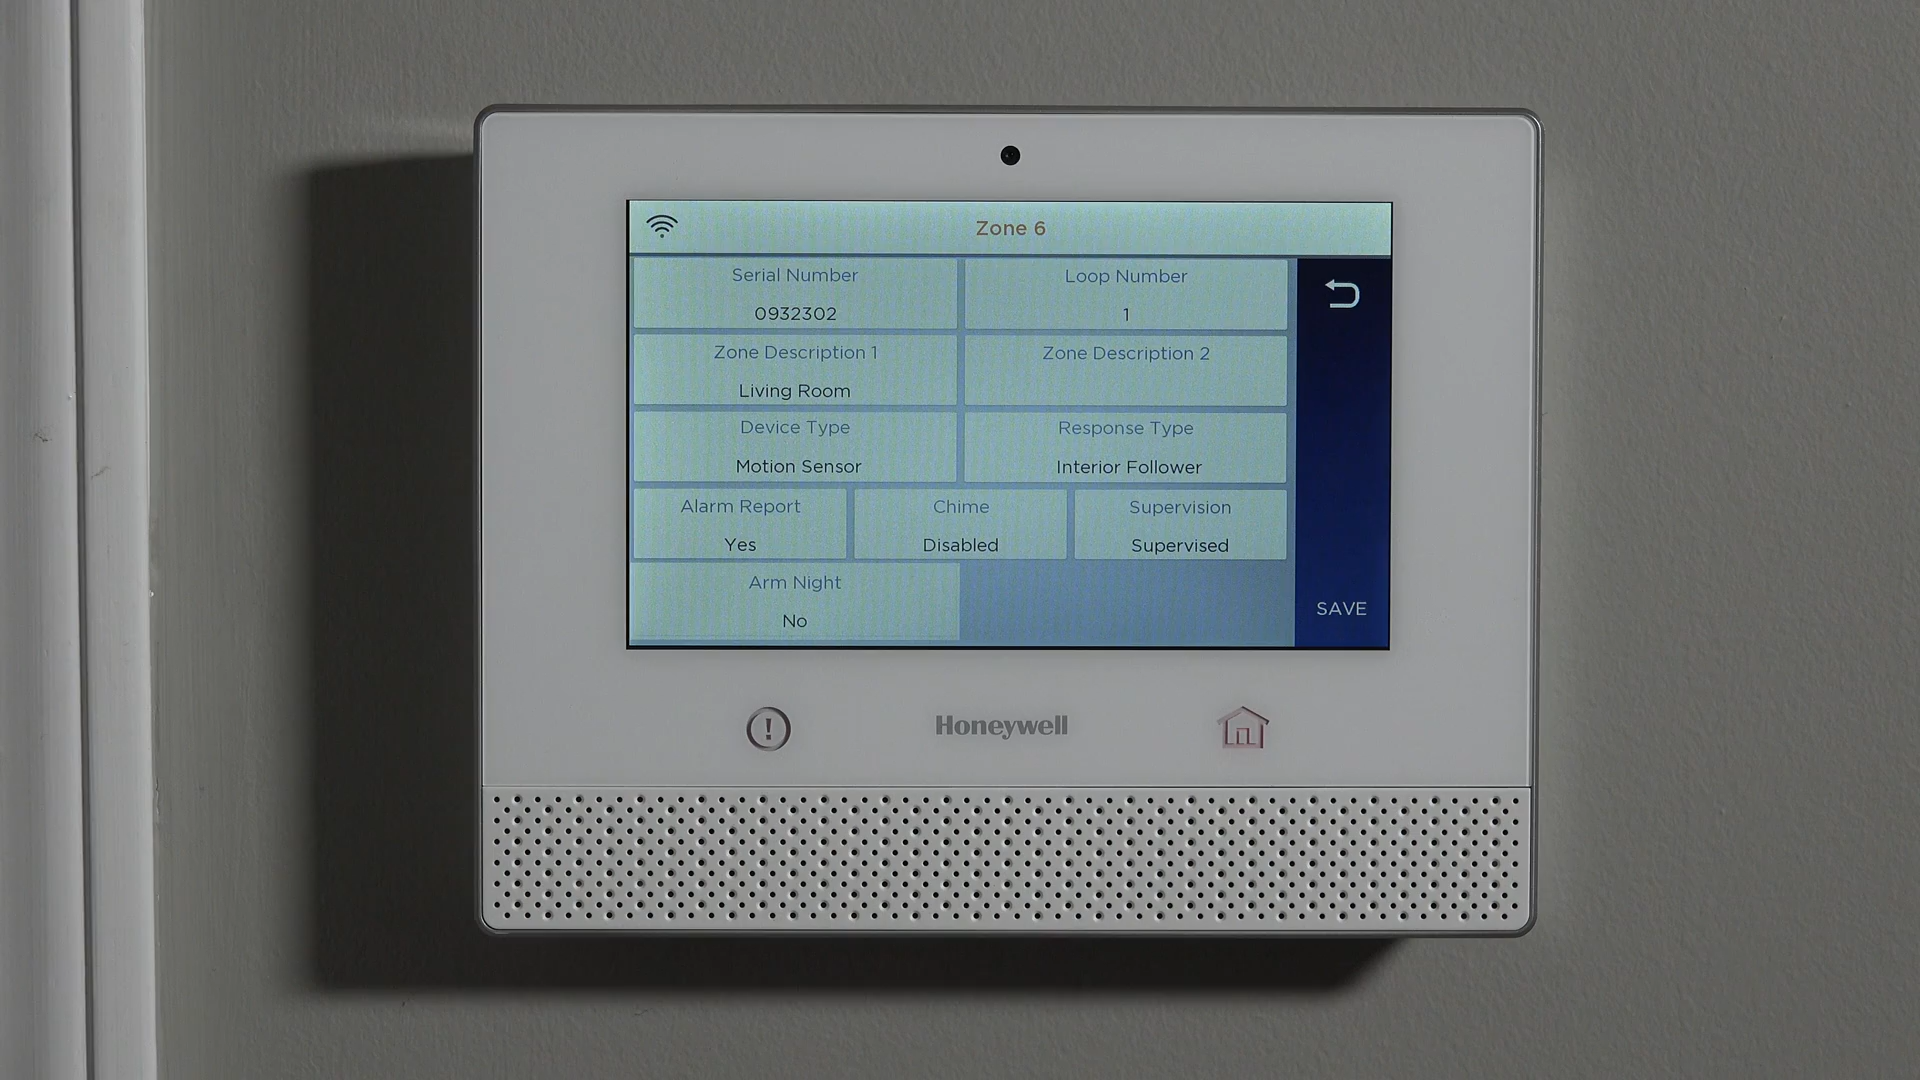 Zone 6
Serial Number
0932302
Loop Number
1
Zone Description 1
Living Room
Zone Description 2
Device Type
Motion Sensor
Response Type
Interior Follower
Alarm Report
Yes
Chime
Disabled
Supervision
Supervised
Arm Night
No
SAVE
Honeywell